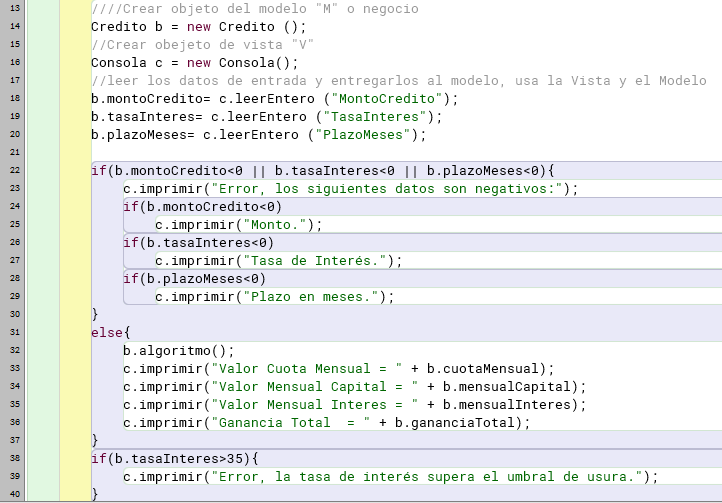 13 ////Crear objeto del modelo "M" o negocio
14 Credito b = new Credito ();
15 //Crear obejeto de vista "V"
16 Consola c = new Consola();
17 //leer los datos de entrada y entregarlos al modelo, usa la Vista y el Modelo
18 b.montoCredito= c.leerEntero ("MontoCredito");
19 b.tasaInteres= c.leerEntero ("TasaInteres");
20 b.plazoMeses= c.leerEntero ("PlazoMeses");
21
22 if(b.montoCredito<0 || b.tasaInteres<0 || b.plazoMeses<0){
23 c.imprimir("Error, los siguientes datos son negativos:");
24 if(b.montoCredito<0)
25 c.imprimir("Monto.");
26 if(b.tasaInteres<0)
27 c.imprimir("Tasa de Interés.");
28 if(b.plazoMeses<0)
29 c.imprimir("Plazo en meses.");
30 }
31 else{
32 b.algoritmo();
33 c.imprimir("Valor Cuota Mensual = " + b.cuotaMensual);
34 c.imprimir("Valor Mensual Capital = " + b.mensualCapital);
35 c.imprimir("Valor Mensual Interes = " + b.mensualInteres);
36 c.imprimir("Ganancia Total  = " + b.gananciaTotal);
37 }
38 if(b.tasaInteres>35){
39 c.imprimir("Error, la tasa de interés supera el umbral de usura.");
40 }